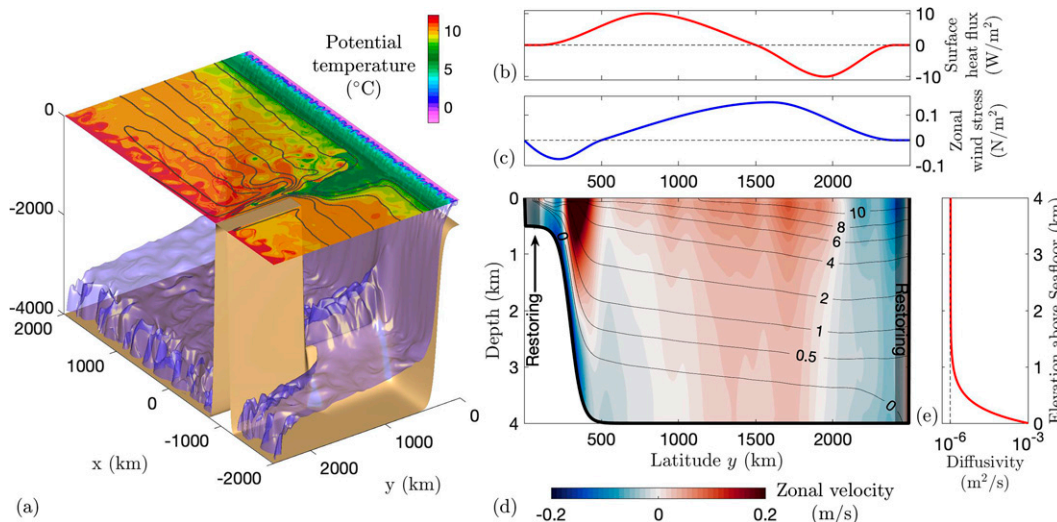 Potential
temperature
(°C)
10
5
0
0
-2000
-4000
2000
1000
0
-1000
-2000
x (km)
2000
1000
0
y (km)
(a)
(b)
10
0
-10
Surface
heat flux
(W/m²)
(c)
0.1
0
-0.1
Zonal
wind stress
(N/m²)
500
1000
1500
2000
0
1
2
3
4
Depth (km)
Restoring
0
10
8
6
4
2
1
0.5
0
Restoring
500
1000
1500
2000
Latitude y (km)
(d)
-0.2
0
0.2
Zonal velocity
(m/s)
4
3
2
1
0
Elevation above Seafloor (km)
(e)
10⁻⁶
10⁻³
Diffusivity
(m²/s)